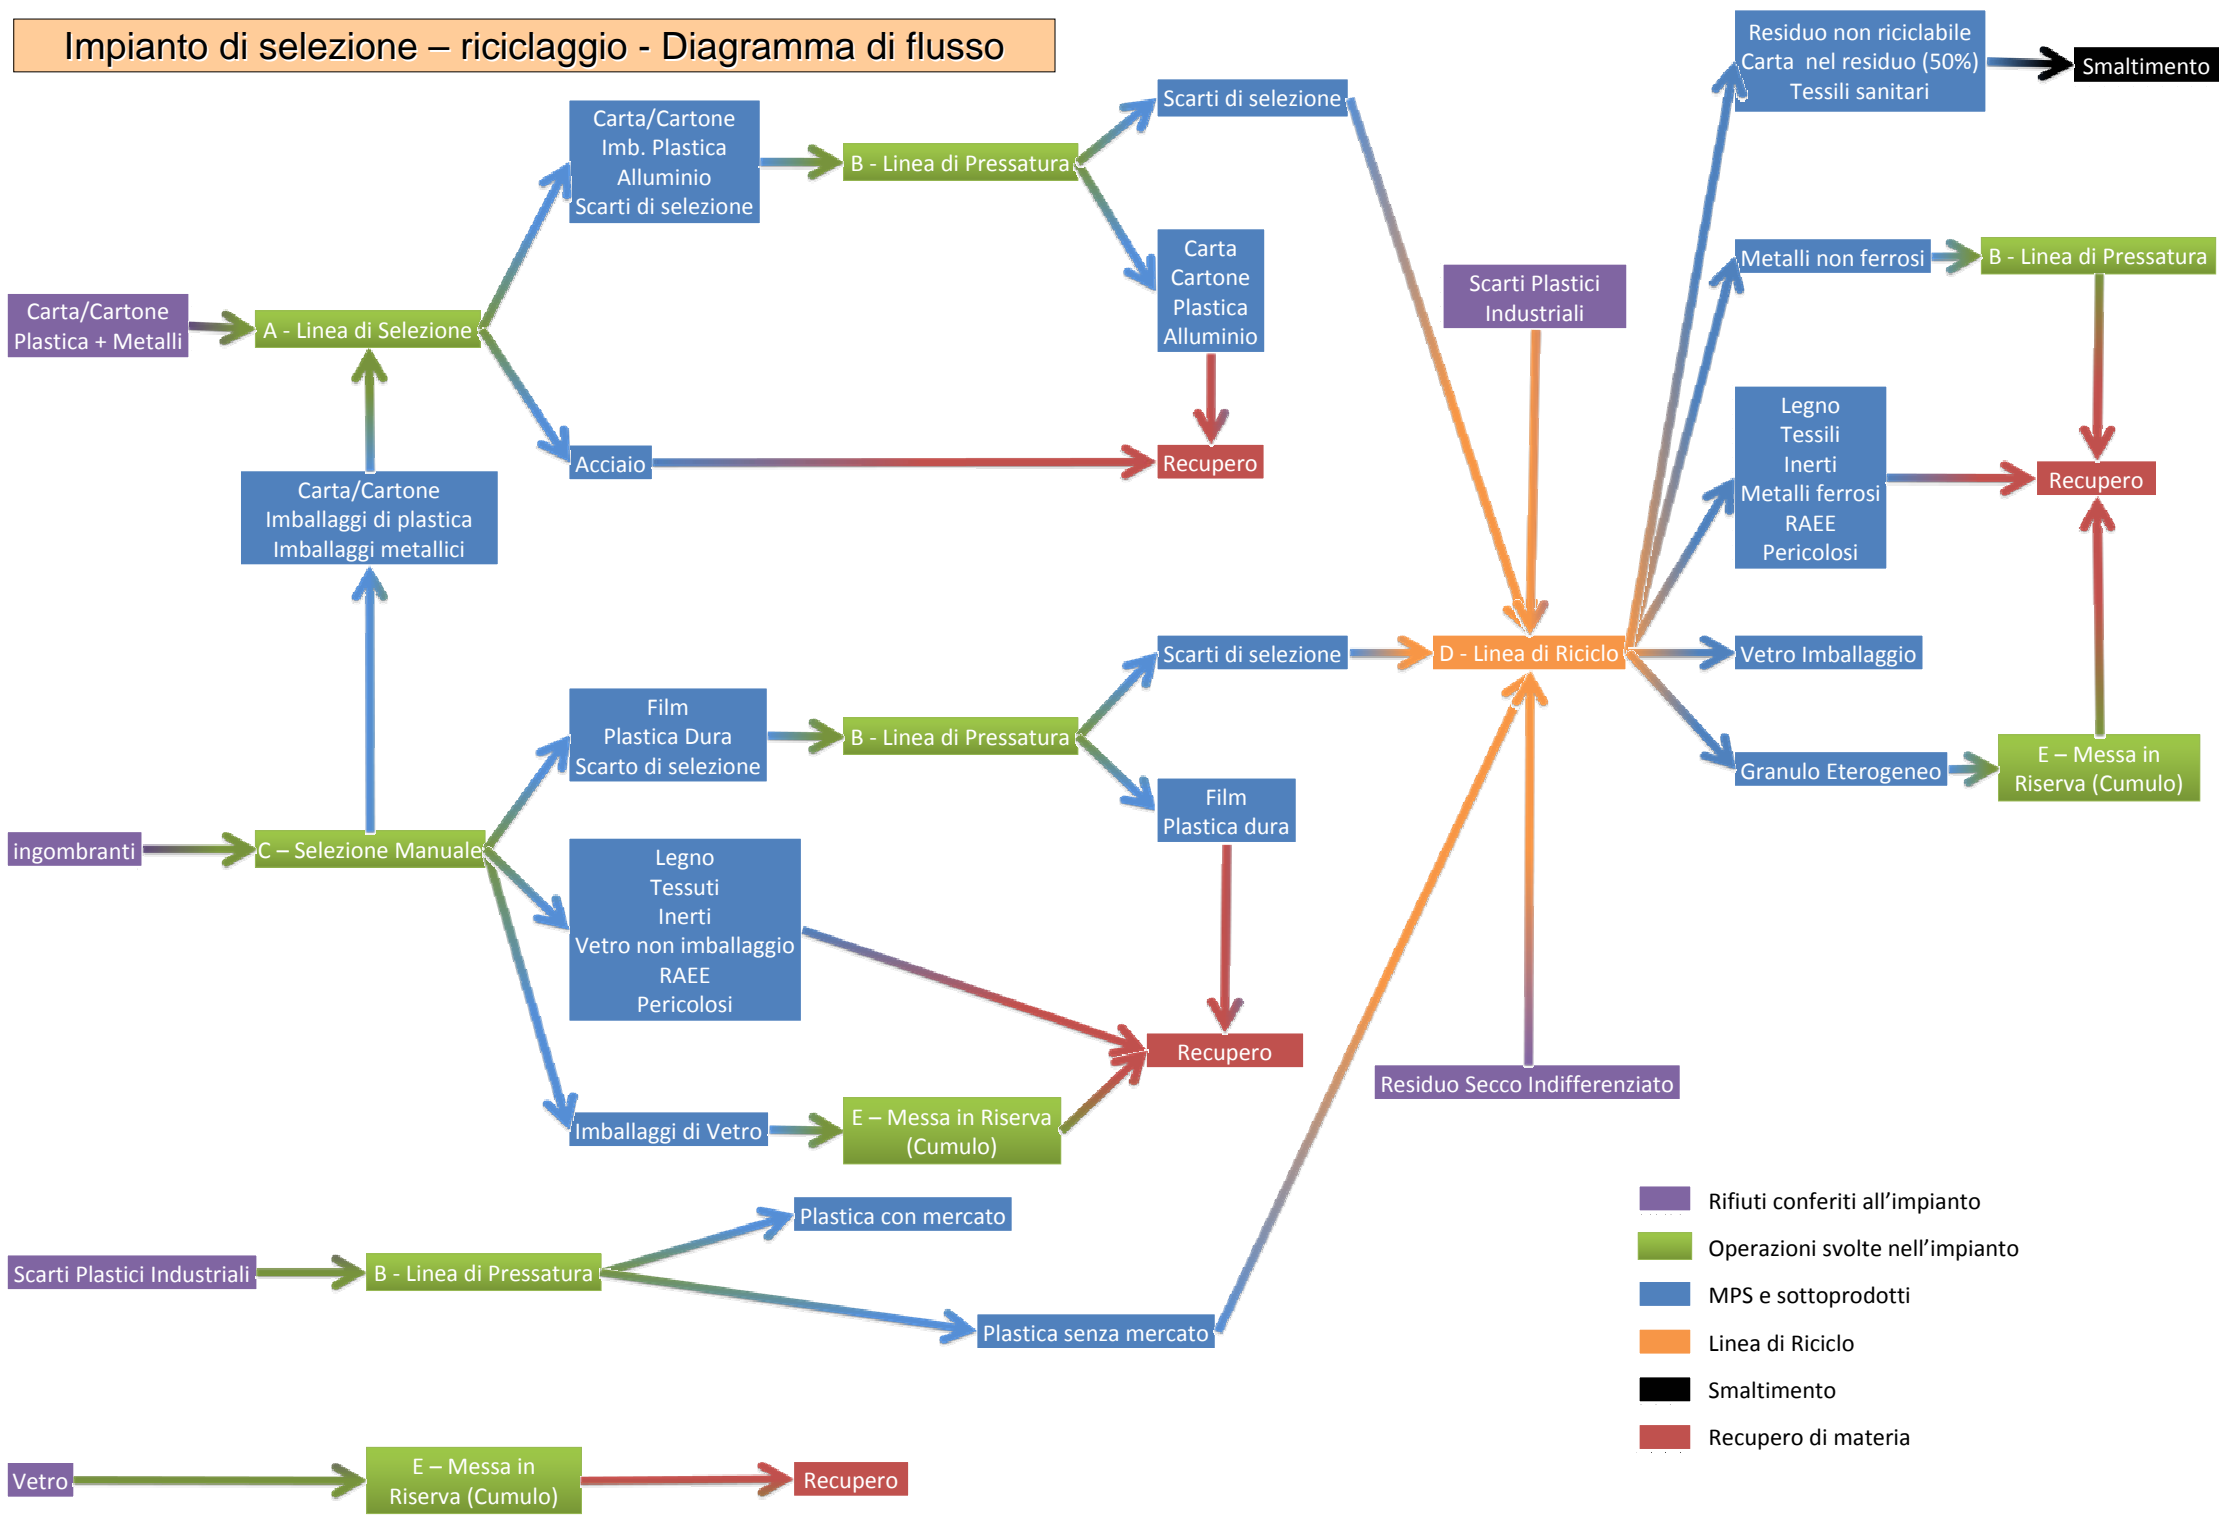 Impianto di selezione – riciclaggio - Diagramma di flusso
Residuo non riciclabile
Carta nel residuo (50%)
Tessili sanitari
Smaltimento
Scarti di selezione
Carta/Cartone
Imb. Plastica
Alluminio
Scarti di selezione
B - Linea di Pressatura
Carta
Cartone
Plastica
Alluminio
Scarti Plastici
Industriali
Metalli non ferrosi
B - Linea di Pressatura
Carta/Cartone
Plastica + Metalli
A - Linea di Selezione
Acciaio
Recupero
Legno
Tessili
Inerti
Metalli ferrosi
RAEE
Pericolosi
Recupero
Carta/Cartone
Imballaggi di plastica
Imballaggi metallici
Scarti di selezione
D - Linea di Riciclo
Vetro Imballaggio
Film
Plastica Dura
Scarto di selezione
B - Linea di Pressatura
Film
Plastica dura
Granulo Eterogeneo
E – Messa in
Riserva (Cumulo)
ingombranti
C – Selezione Manuale
Legno
Tessuti
Inerti
Vetro non imballaggio
RAEE
Pericolosi
Recupero
Residuo Secco Indifferenziato
Imballaggi di Vetro
E – Messa in Riserva
(Cumulo)
Plastica con mercato
Scarti Plastici Industriali
B - Linea di Pressatura
Plastica senza mercato
Vetro
E – Messa in
Riserva (Cumulo)
Recupero
Rifiuti conferiti all’impianto
Operazioni svolte nell’impianto
MPS e sottoprodotti
Linea di Riciclo
Smaltimento
Recupero di materia